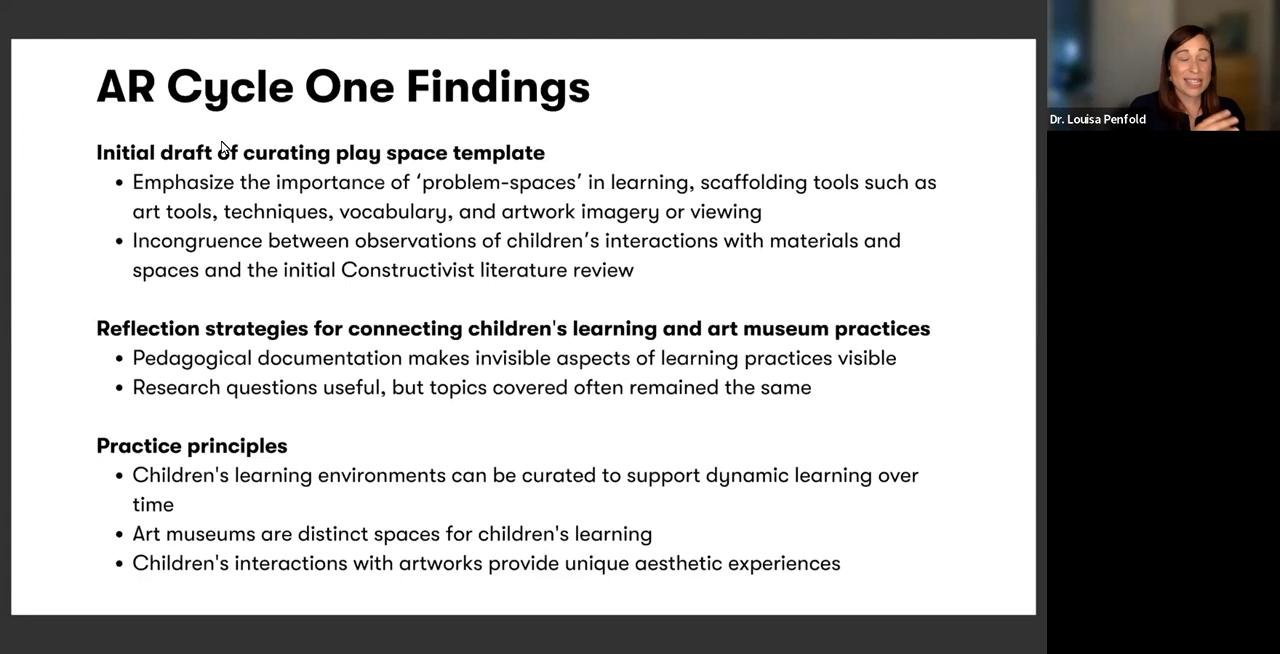 AR Cycle One Findings
Initial draft of curating play space template
• Emphasize the importance of ‘problem-spaces’ in learning, scaffolding tools such as
art tools, techniques, vocabulary, and artwork imagery or viewing
• Incongruence between observations of children’s interactions with materials and
spaces and the initial Constructivist literature review
Reflection strategies for connecting children's learning and art museum practices
• Pedagogical documentation makes invisible aspects of learning practices visible
• Research questions useful, but topics covered often remained the same
Practice principles
• Children's learning environments can be curated to support dynamic learning over
time
• Art museums are distinct spaces for children's learning
• Children's interactions with artworks provide unique aesthetic experiences
Dr. Louisa Penfold